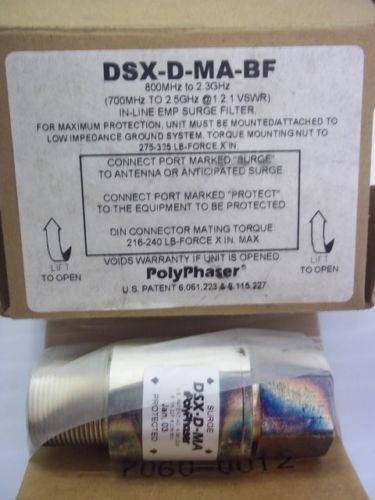 DSX-D-MA-BF
800MHz to 2.3GHz
(700MHz TO 2.5GHz @1.2:1 VSWR)
IN-LINE EMP SURGE FILTER.
FOR MAXIMUM PROTECTION, UNIT MUST BE MOUNTED/ATTACHED TO
LOW IMPEDANCE GROUND SYSTEM. TORQUE MOUNTING NUT TO
275-325 LB-FORCE X IN.
CONNECT PORT MARKED "SURGE"
TO ANTENNA OR ANTICIPATED SURGE.
CONNECT PORT MARKED "PROTECT"
TO THE EQUIPMENT TO BE PROTECTED.
DIN CONNECTOR MATING TORQUE:
216-240 LB-FORCE X IN. MAX
VOIDS WARRANTY IF UNIT IS OPENED.
LIFT
TO OPEN
PolyPhaser®
LIFT
TO OPEN
U.S. PATENT 6,061,223 & 6,115,227
SURGE
DSX-D-MA
PolyPhaser
Jan. 03
PROTECTED
7060-0012